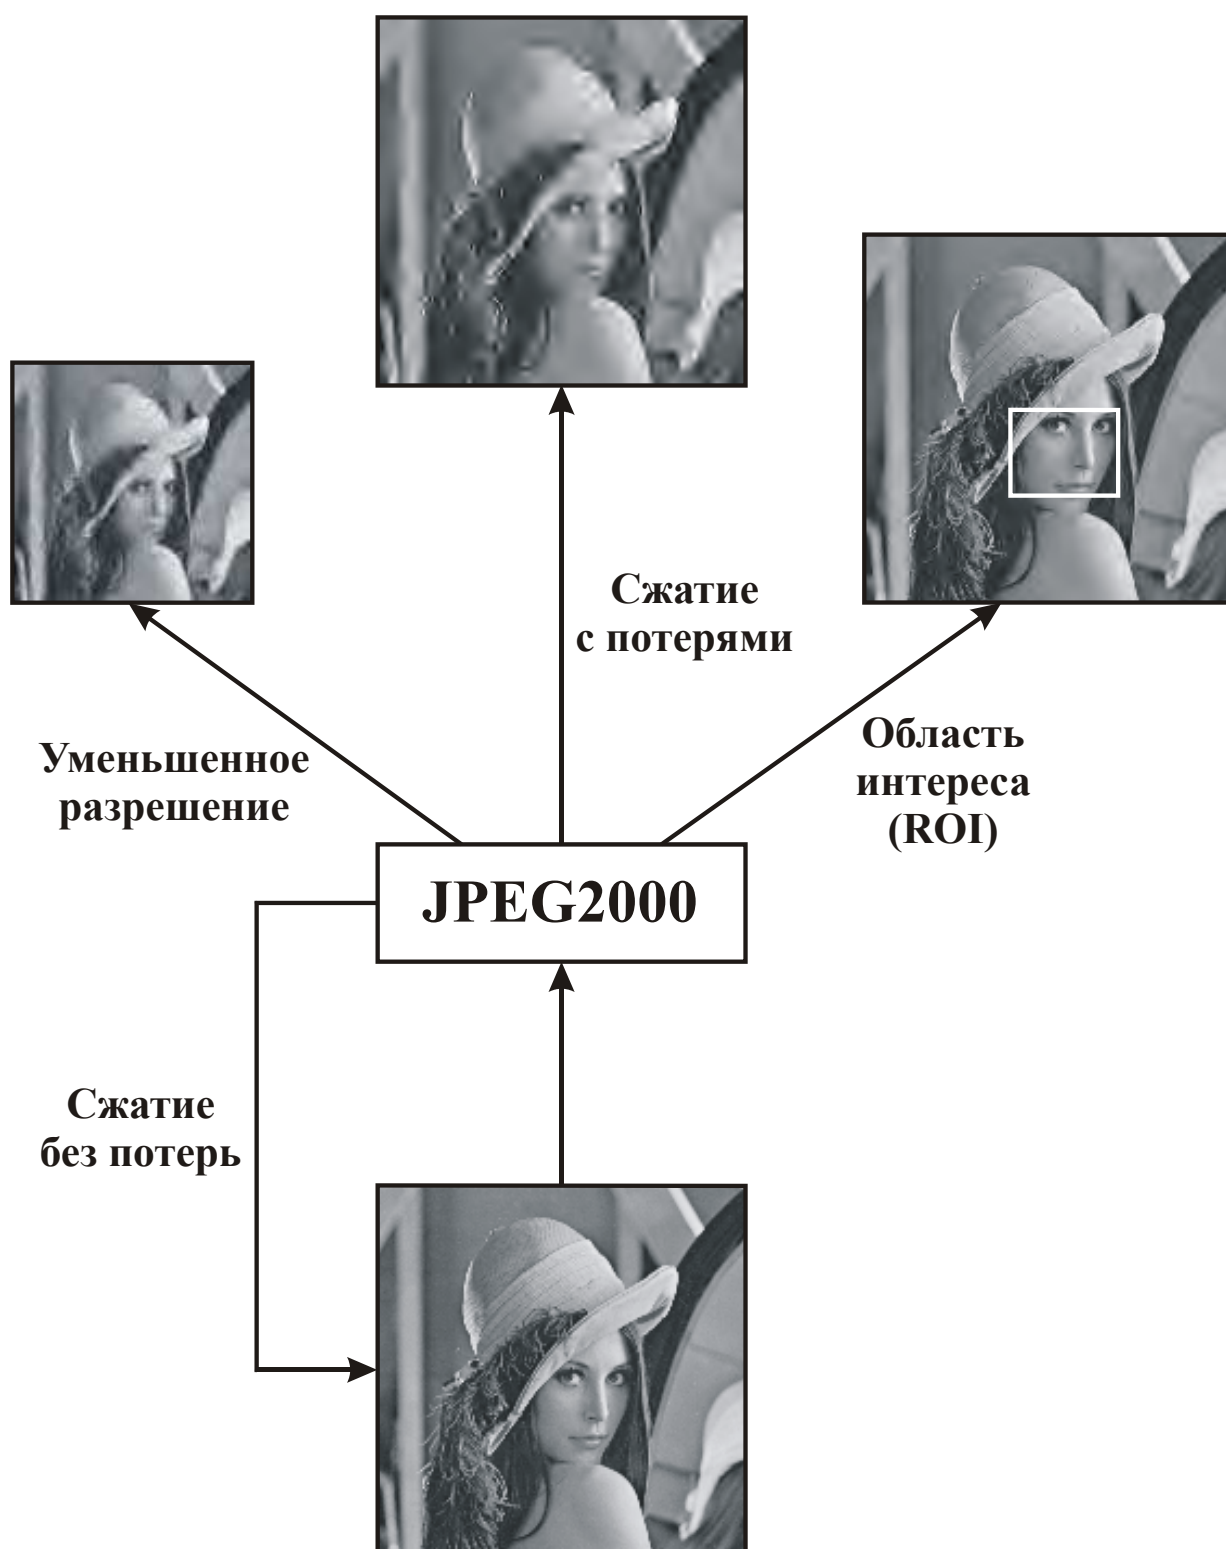 Сжатие
с потерями
Область
интереса
(ROI)
Уменьшенное
разрешение
JPEG2000
Сжатие
без потерь